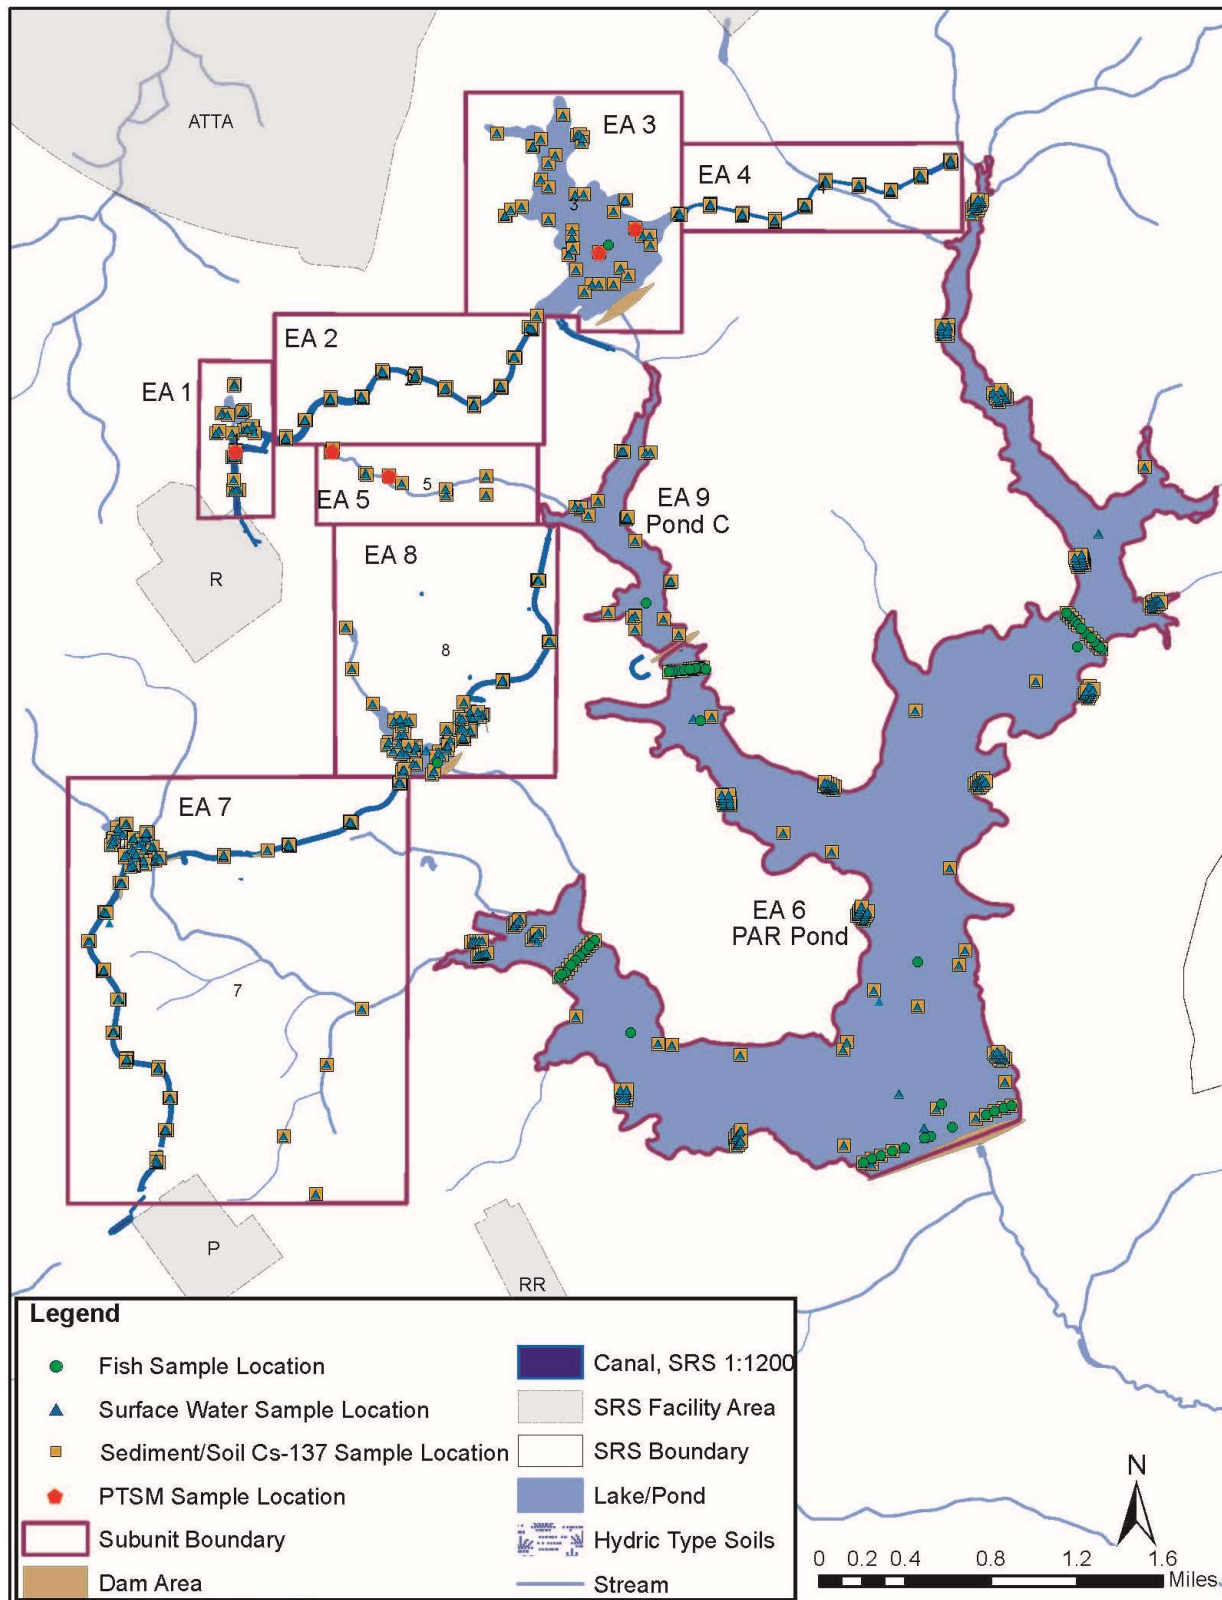 ATTA
EA 3
3
EA 4
4
EA 2
2
EA 1
EA 5
5
EA 9
Pond C
R
EA 8
8
EA 7
EA 6
PAR Pond
7
P
RR
Legend
Fish Sample Location
Surface Water Sample Location
Sediment/Soil Cs-137 Sample Location
PTSM Sample Location
Subunit Boundary
Dam Area
Canal, SRS 1:1200
SRS Facility Area
SRS Boundary
Lake/Pond
Hydric Type Soils
Stream
N
0 0.2 0.4 0.8 1.2 1.6
Miles